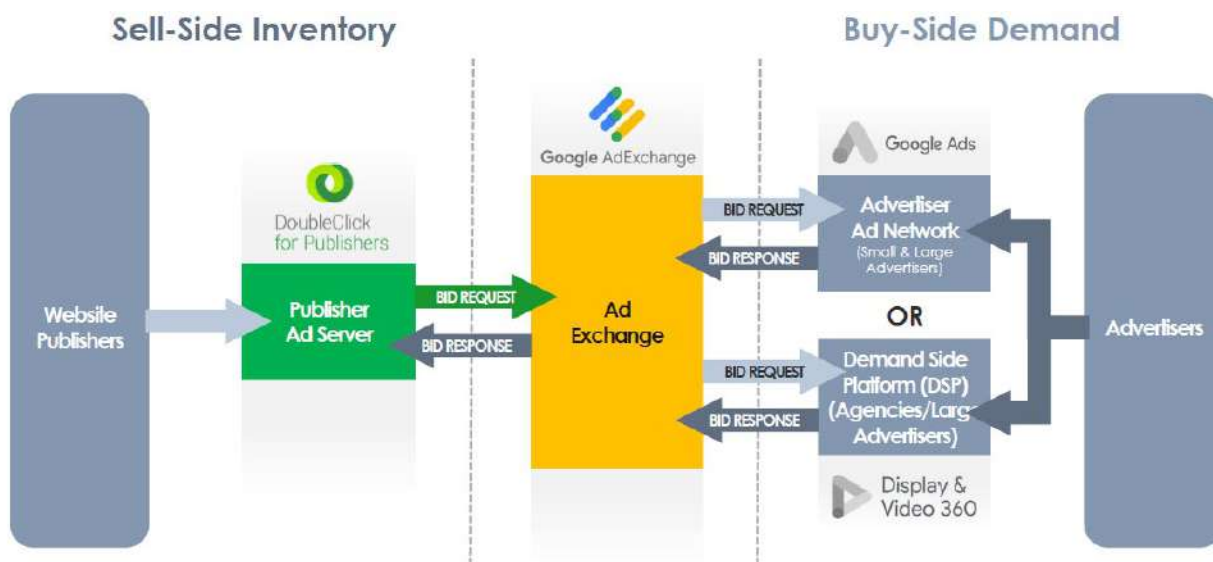 Sell-Side Inventory
Buy-Side Demand
Website
Publishers
DoubleClick
for Publishers
Publisher
Ad Server
BID REQUEST
BID RESPONSE
Google AdExchange
Ad
Exchange
BID REQUEST
BID RESPONSE
BID REQUEST
BID RESPONSE
Google Ads
Advertiser
Ad Network
(Small & Large
Advertisers)
OR
Demand Side
Platform (DSP)
(Agencies/Large
Advertisers)
Display &
Video 360
Advertisers